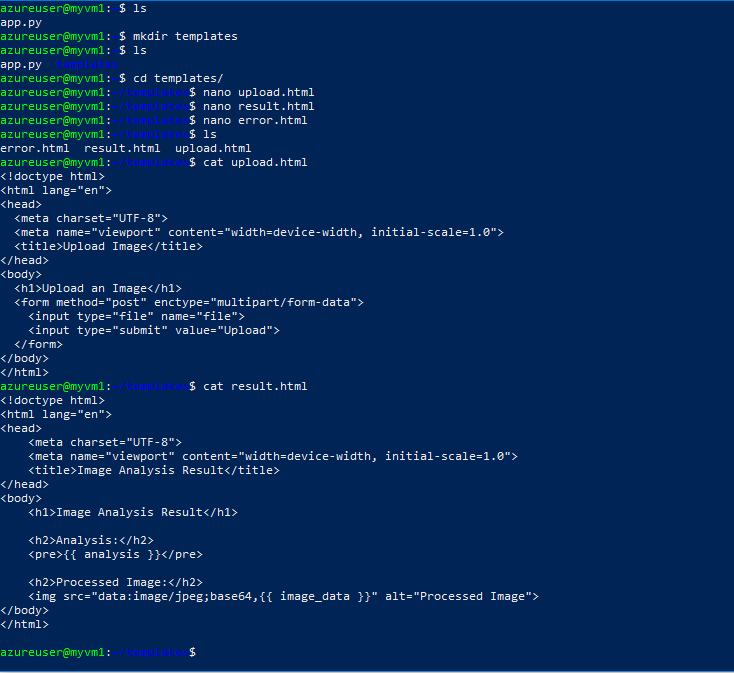 azureuser@myvm1:~$ ls
app.py
azureuser@myvm1:~$ mkdir templates
azureuser@myvm1:~$ ls
app.py  templates
azureuser@myvm1:~$ cd templates/
azureuser@myvm1:~/templates$ nano upload.html
azureuser@myvm1:~/templates$ nano result.html
azureuser@myvm1:~/templates$ nano error.html
azureuser@myvm1:~/templates$ ls
error.html  result.html  upload.html
azureuser@myvm1:~/templates$ cat upload.html
<!doctype html>
<html lang="en">
<head>
  <meta charset="UTF-8">
  <meta name="viewport" content="width=device-width, initial-scale=1.0">
  <title>Upload Image</title>
</head>
<body>
  <h1>Upload an Image</h1>
  <form method="post" enctype="multipart/form-data">
    <input type="file" name="file">
    <input type="submit" value="Upload">
  </form>
</body>
</html>
azureuser@myvm1:~/templates$ cat result.html
<!doctype html>
<html lang="en">
<head>
    <meta charset="UTF-8">
    <meta name="viewport" content="width=device-width, initial-scale=1.0">
    <title>Image Analysis Result</title>
</head>
<body>
    <h1>Image Analysis Result</h1>

    <h2>Analysis:</h2>
    <pre>{{ analysis }}</pre>

    <h2>Processed Image:</h2>
    <img src="data:image/jpeg;base64,{{ image_data }}" alt="Processed Image">
</body>
</html>

azureuser@myvm1:~/templates$